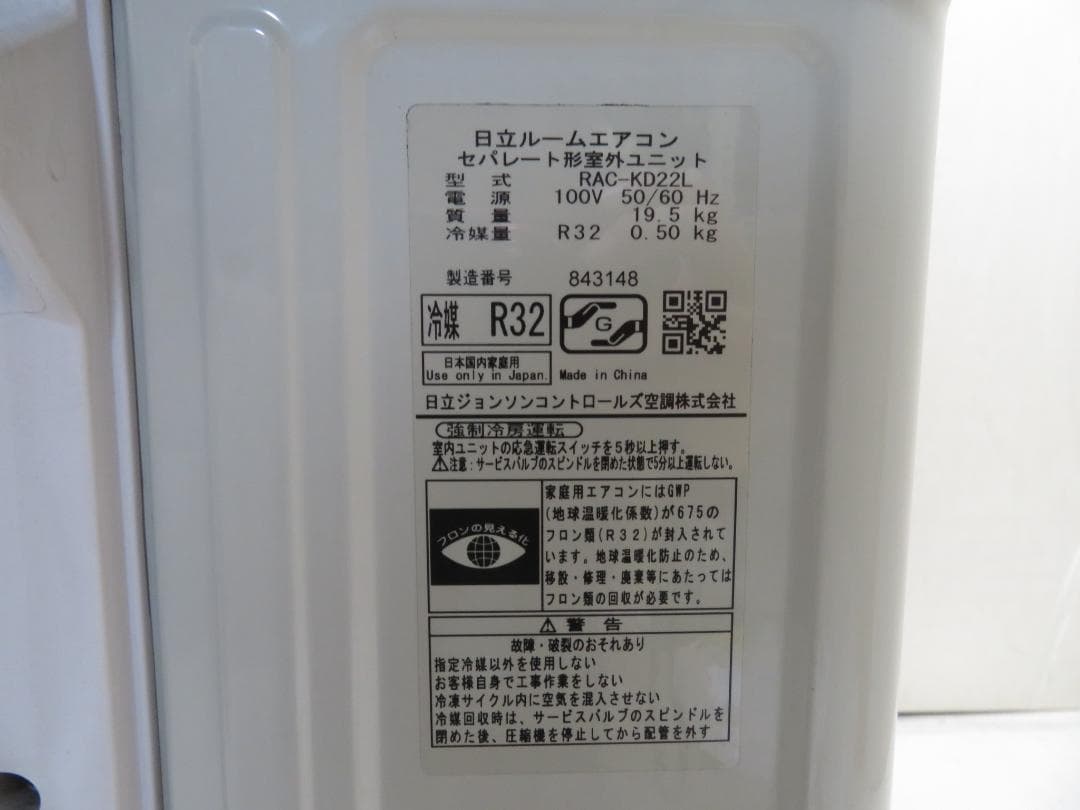 日立ルームエアコン
セパレート形室外ユニット
型 式 RAC-KD22L
電 源 100V 50/60 Hz
質 量 19.5 kg
冷媒量 R32 0.50 kg
製造番号 843148
冷媒 R32
G
日本国内家庭用
Use only in Japan.
Made in China
日立ジョンソンコントロールズ空調株式会社
強制冷房運転
室内ユニットの応急運転スイッチを5秒以上押す。
⚠注意:サービスバルブのスピンドルを閉めた状態で5分以上運転しない。
フロンの見える化
家庭用エアコンにはGWP
(地球温暖化係数)が675の
フロン類(R32)が封入されて
います。地球温暖化防止のため、
移設・修理・廃棄等にあたっては
フロン類の回収が必要です。
⚠ 警 告
故障・破裂のおそれあり
指定冷媒以外を使用しない
お客様自身で工事作業をしない
冷凍サイクル内に空気を混入させない
冷媒回収時は、サービスバルブのスピンドルを
閉めた後、圧縮機を停止してから配管を外す